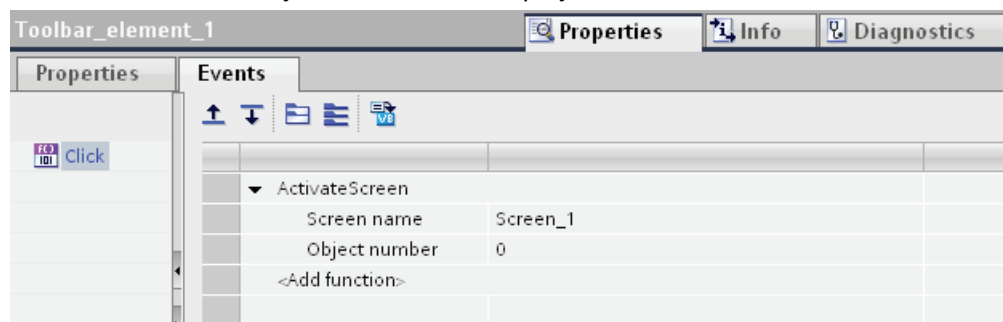 Toolbar_element_1 Properties Info Diagnostics
Properties Events
Click
ActivateScreen
Screen name Screen_1
Object number 0
<Add function>